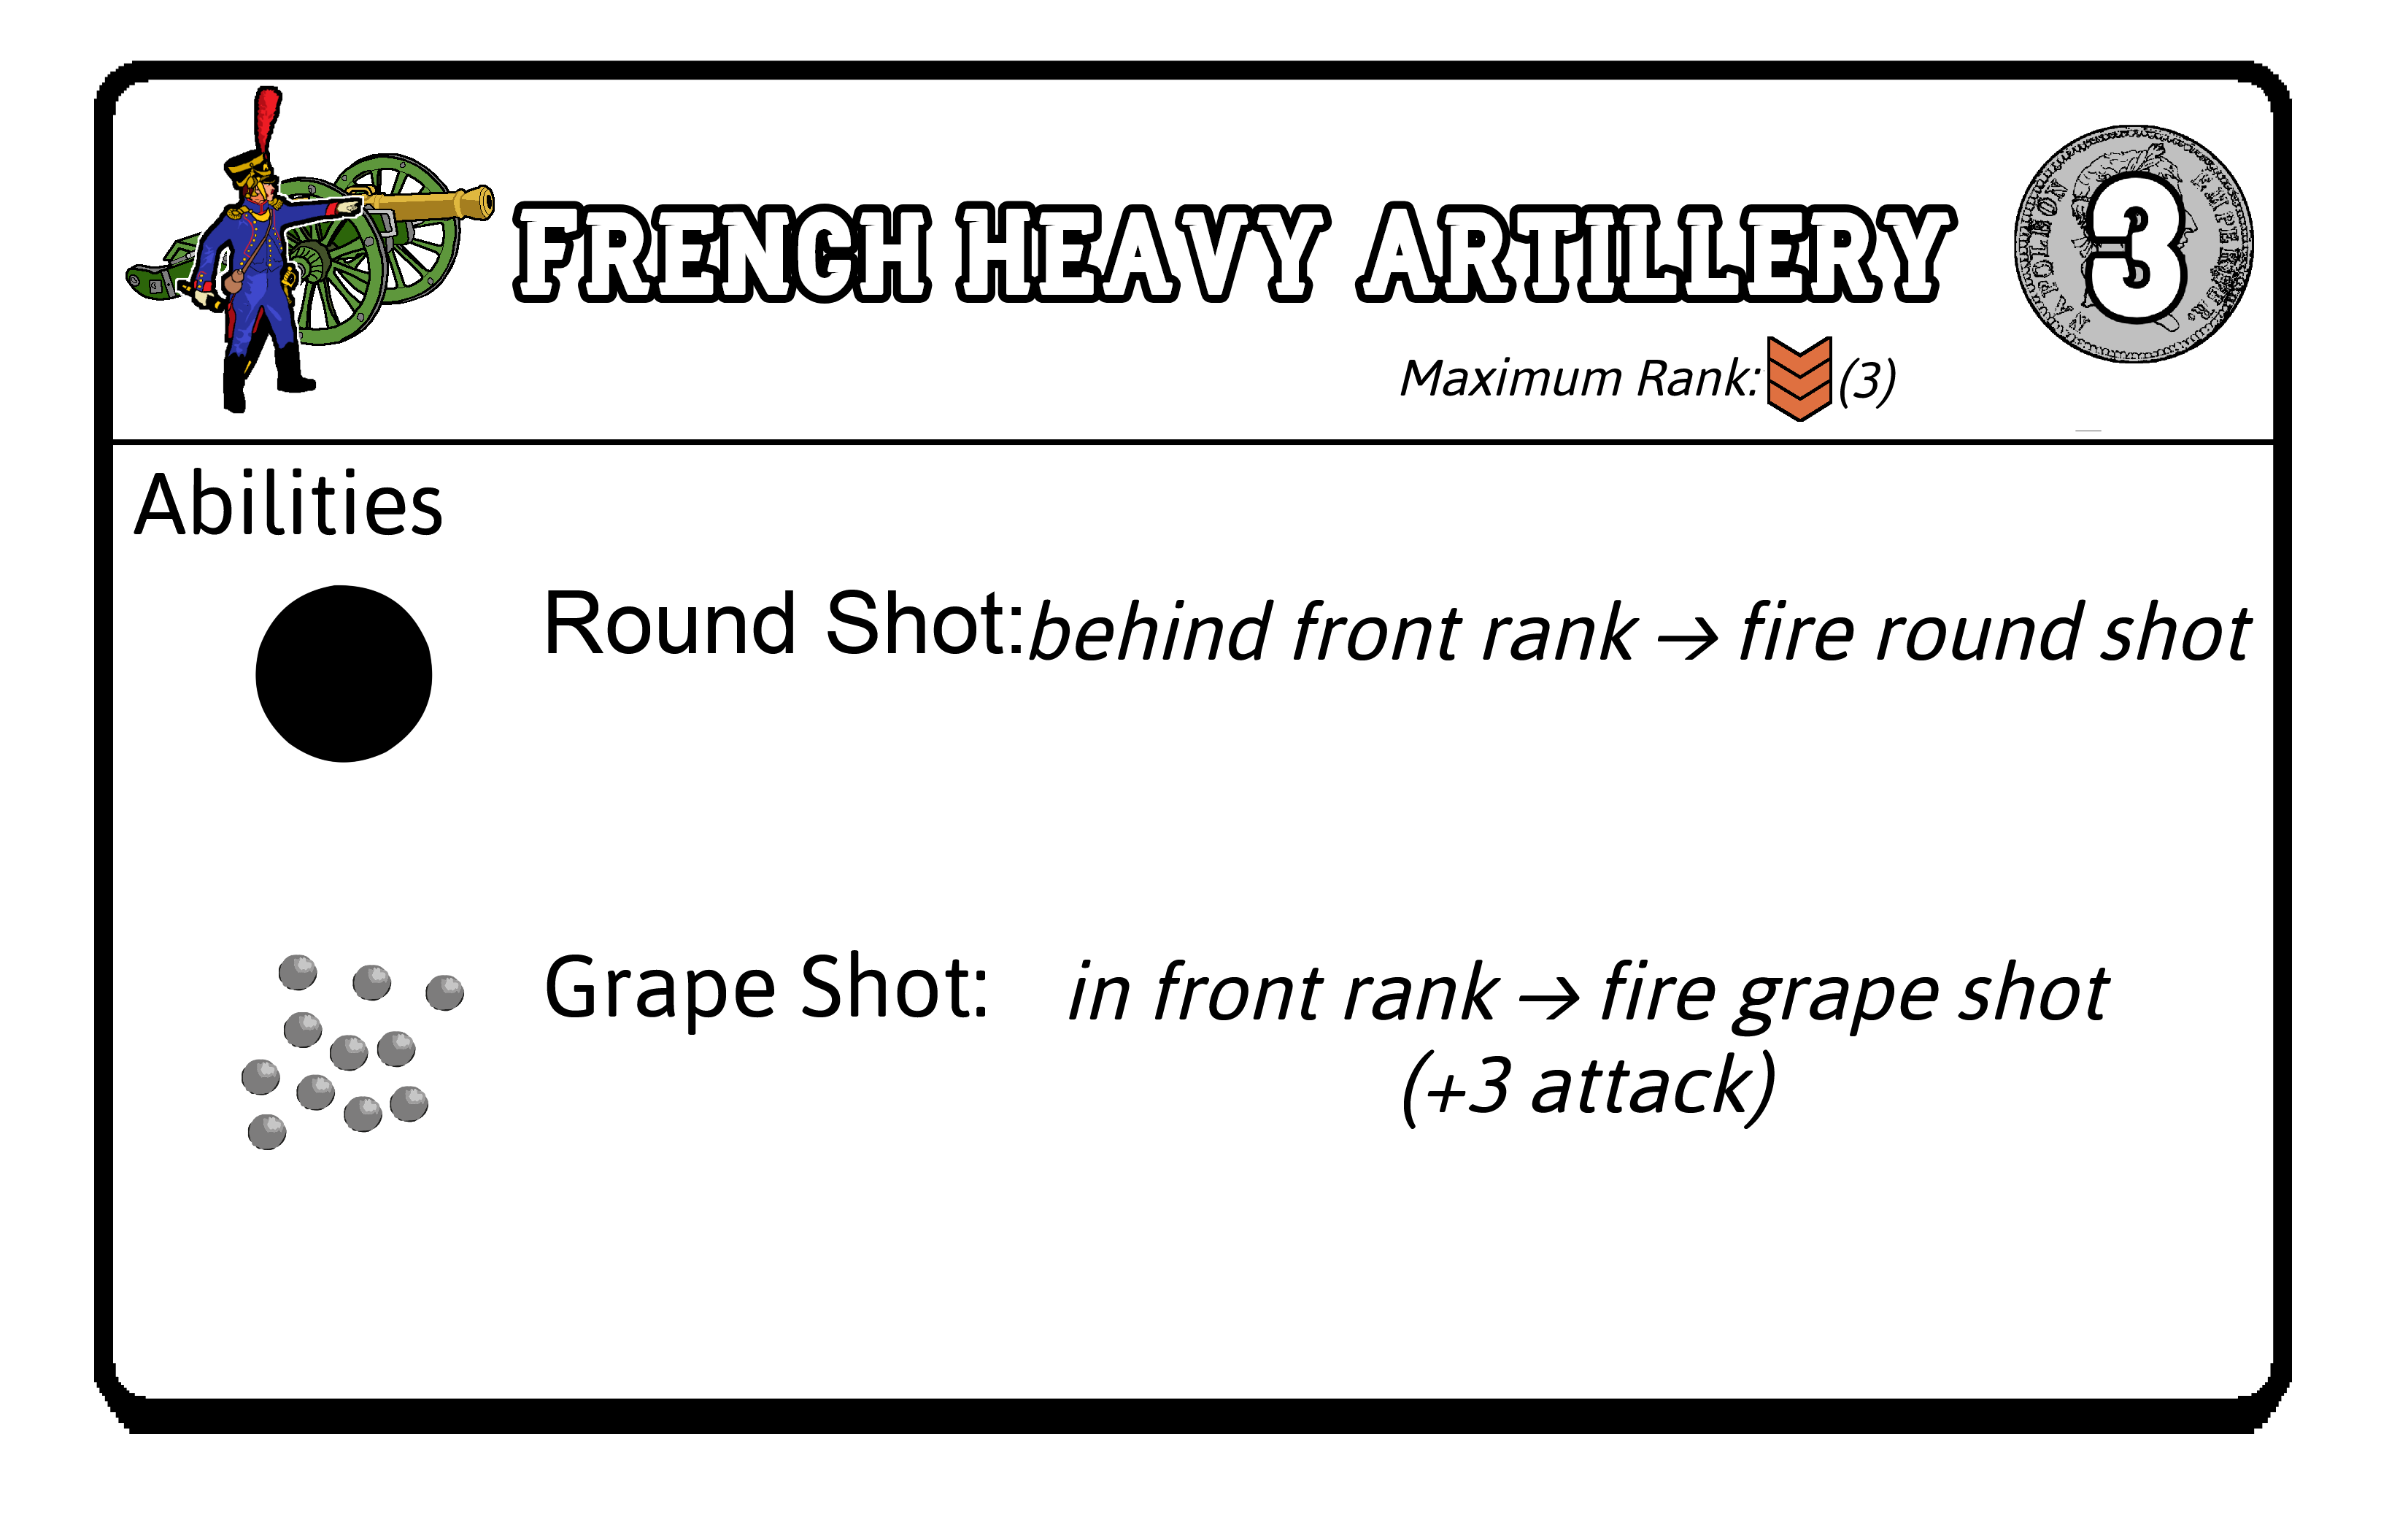 FRENCH HEAVY ARTILLERY
3
NAPOLEON EMPEREUR.
Maximum Rank: (3)
Abilities
Round Shot: behind front rank → fire round shot
Grape Shot: in front rank → fire grape shot
(+3 attack)